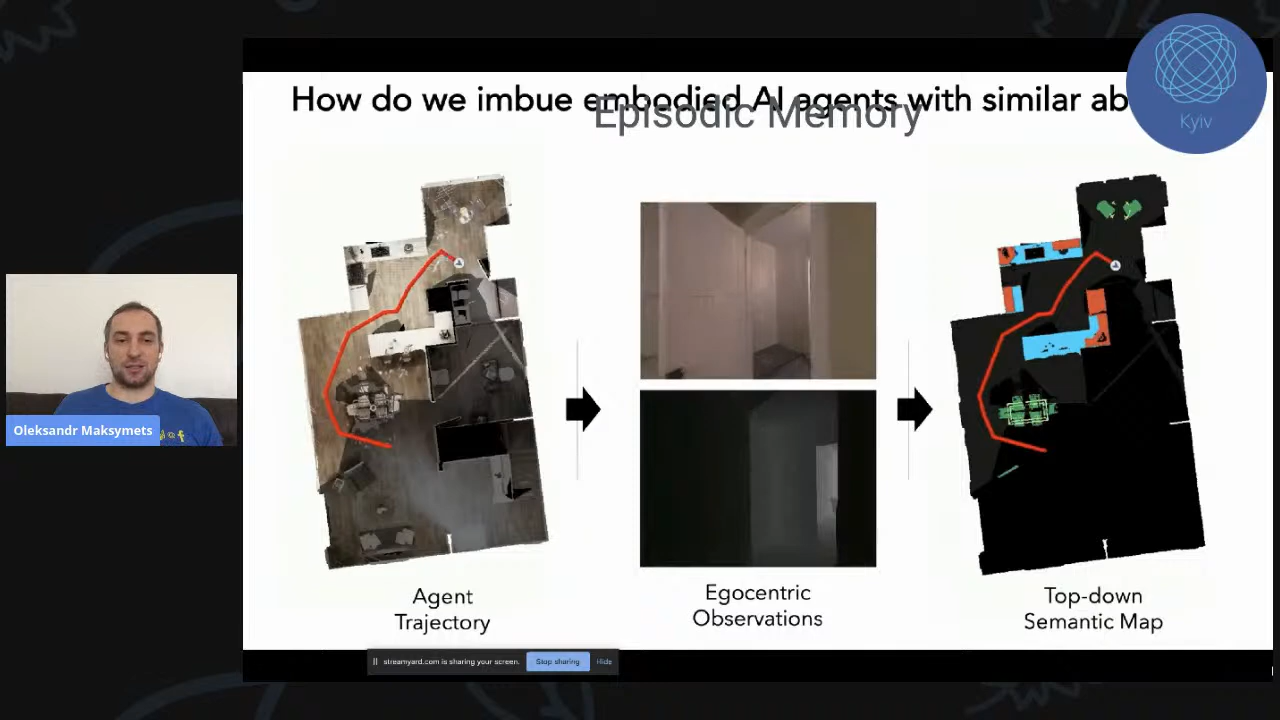 How do we imbue embodied AI agents with similar ab
Episodic Memory
Kyiv
Oleksandr Maksymets
Agent
Trajectory
Egocentric
Observations
Top-down
Semantic Map
streamyard.com is sharing your screen.
Stop sharing
Hide